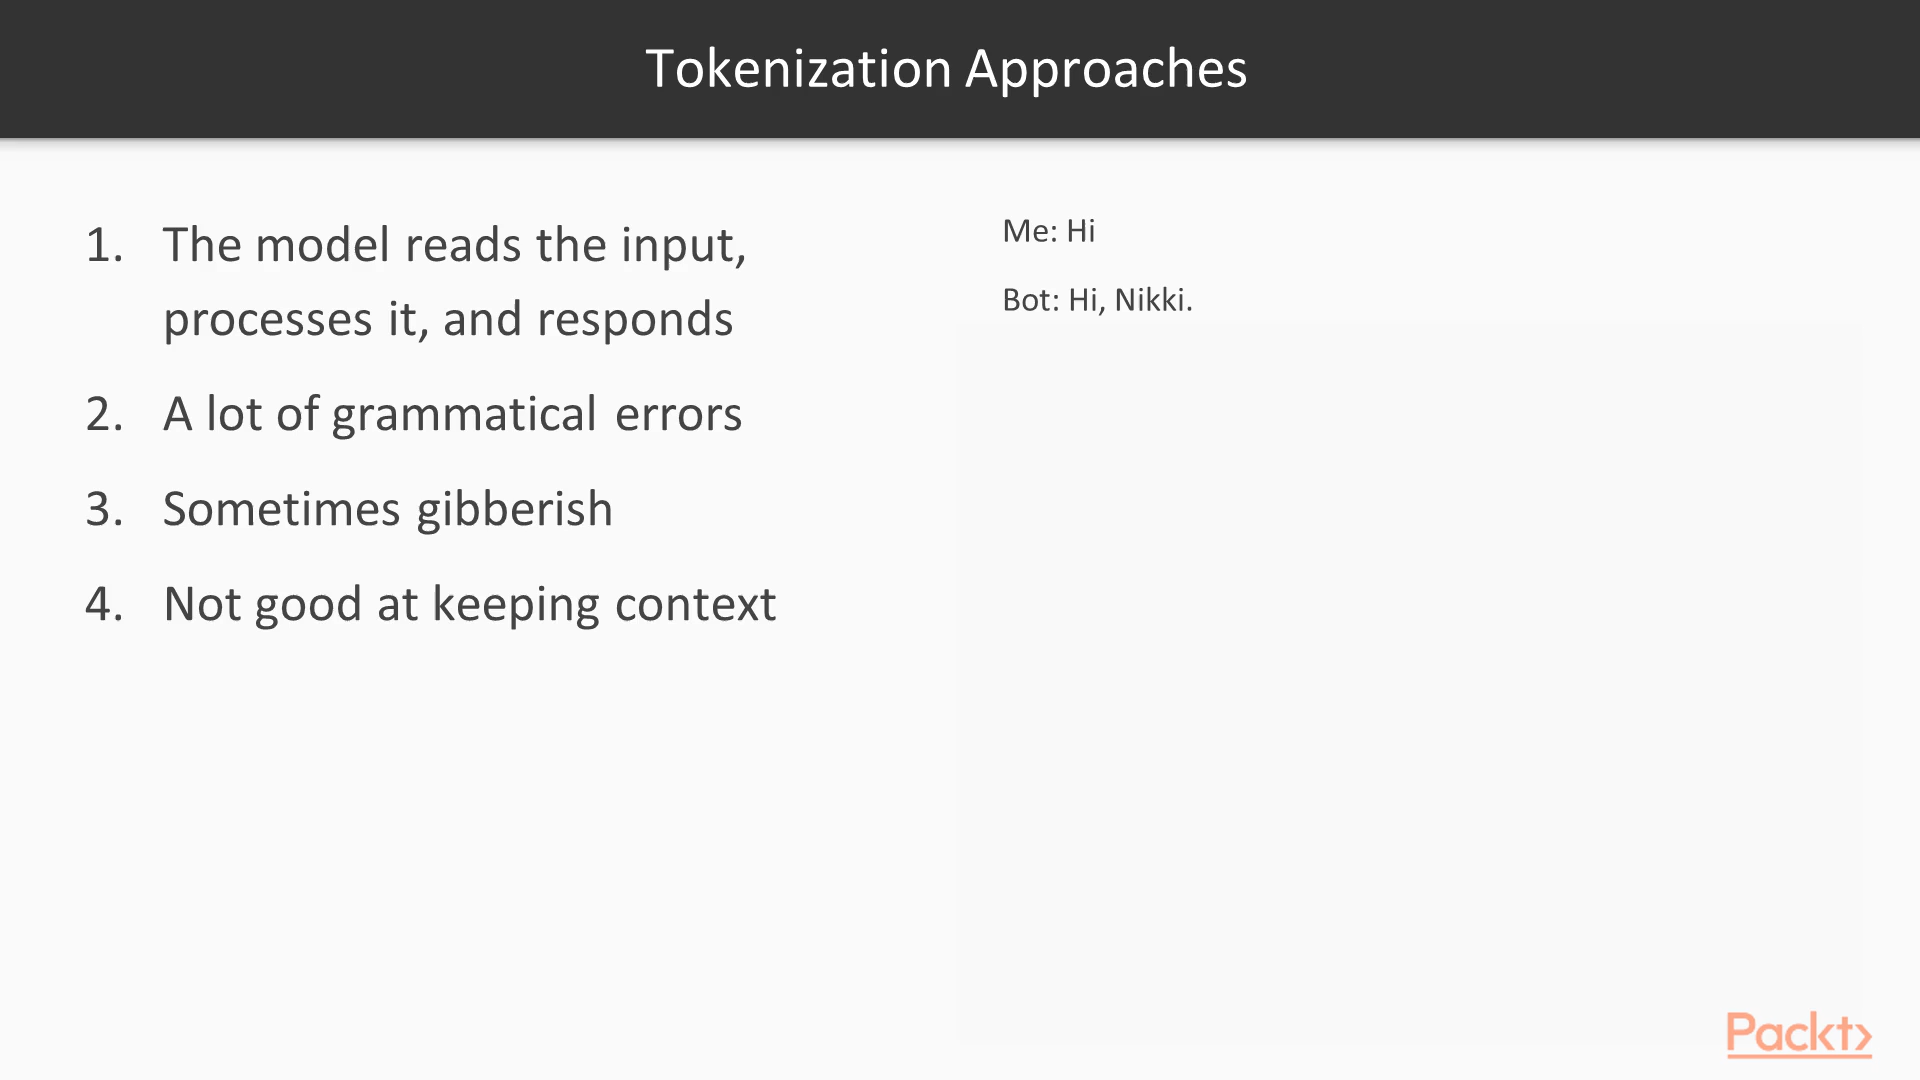 Tokenization Approaches
1. The model reads the input,
processes it, and responds
2. A lot of grammatical errors
3. Sometimes gibberish
4. Not good at keeping context
Me: Hi
Bot: Hi, Nikki.
Packt>